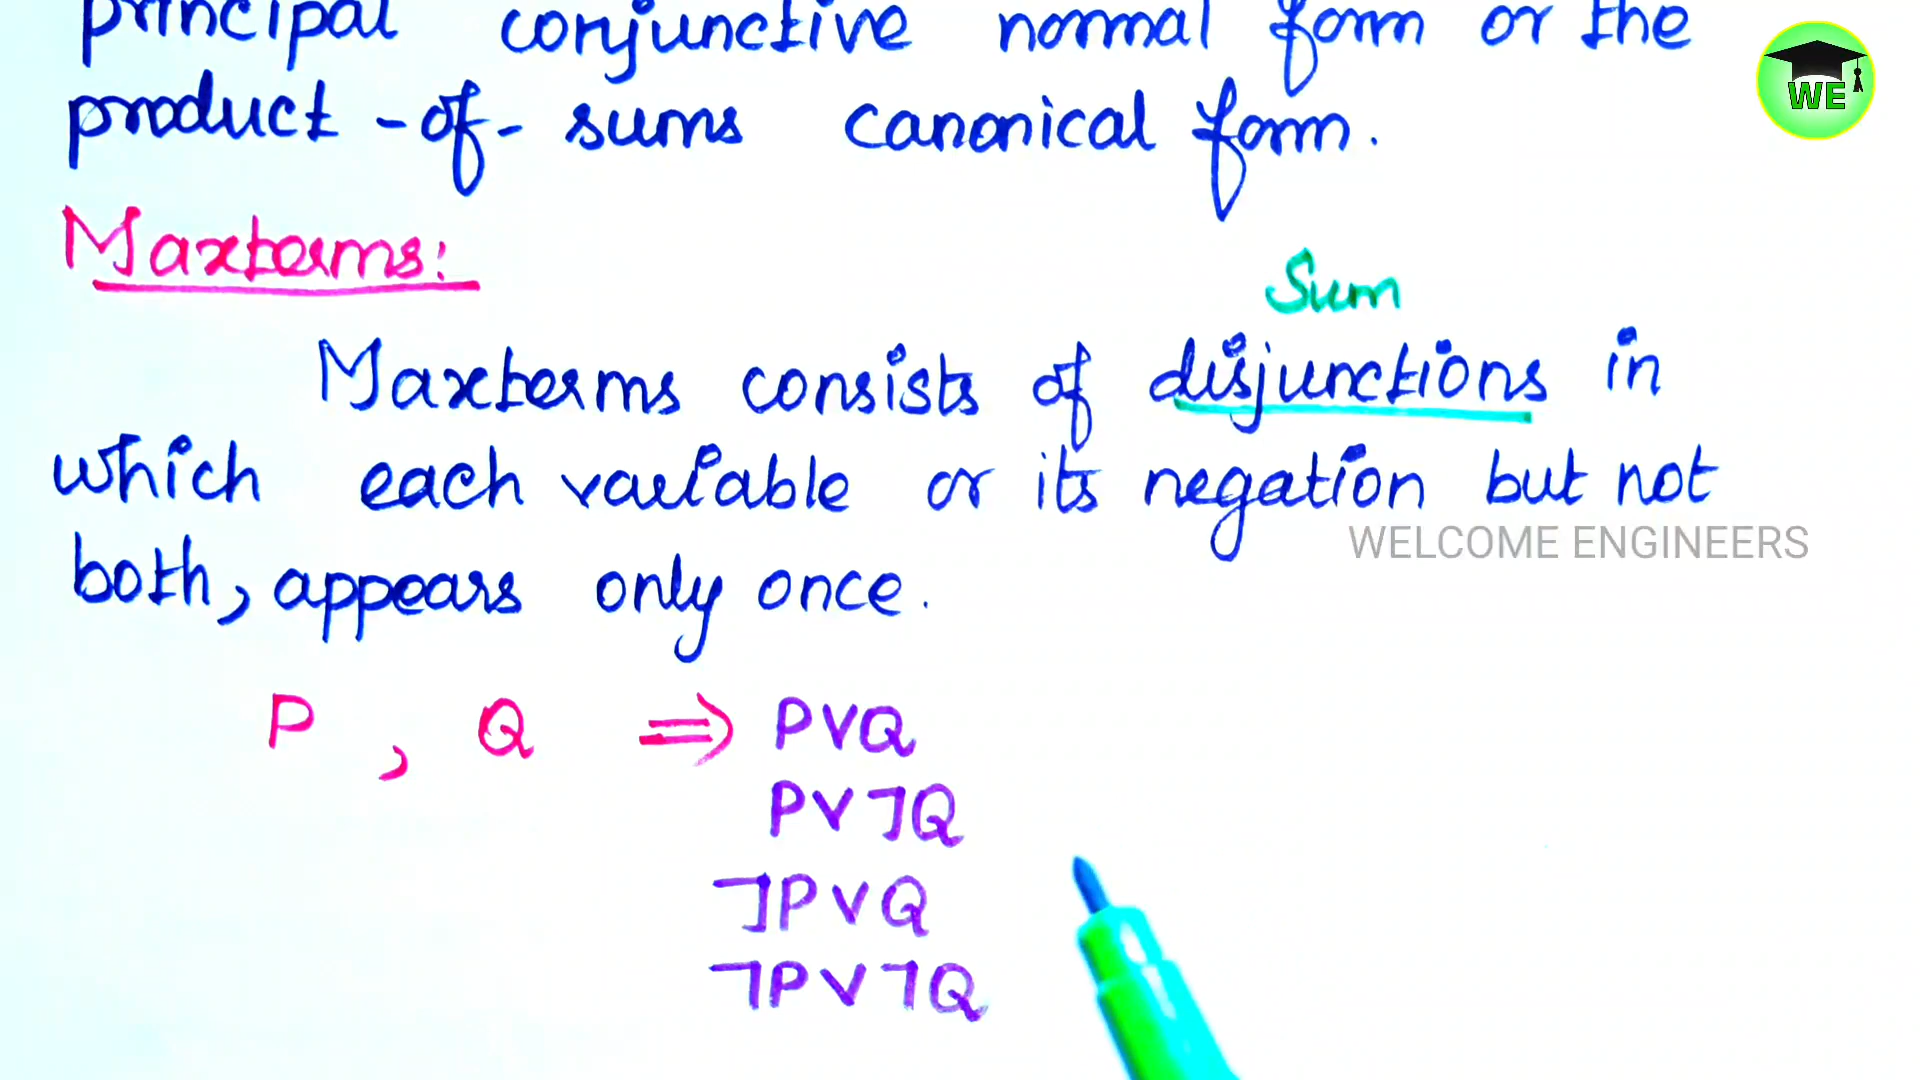 principal conjunctive normal form or the
product-of-sums canonical form.
WE
Maxterms:
Sum
Maxterms consists of disjunctions in
which each variable or its negation but not
WELCOME ENGINEERS
both, appears only once.
P , Q ⇒ P∨Q
P∨¬Q
¬P∨Q
¬P∨¬Q